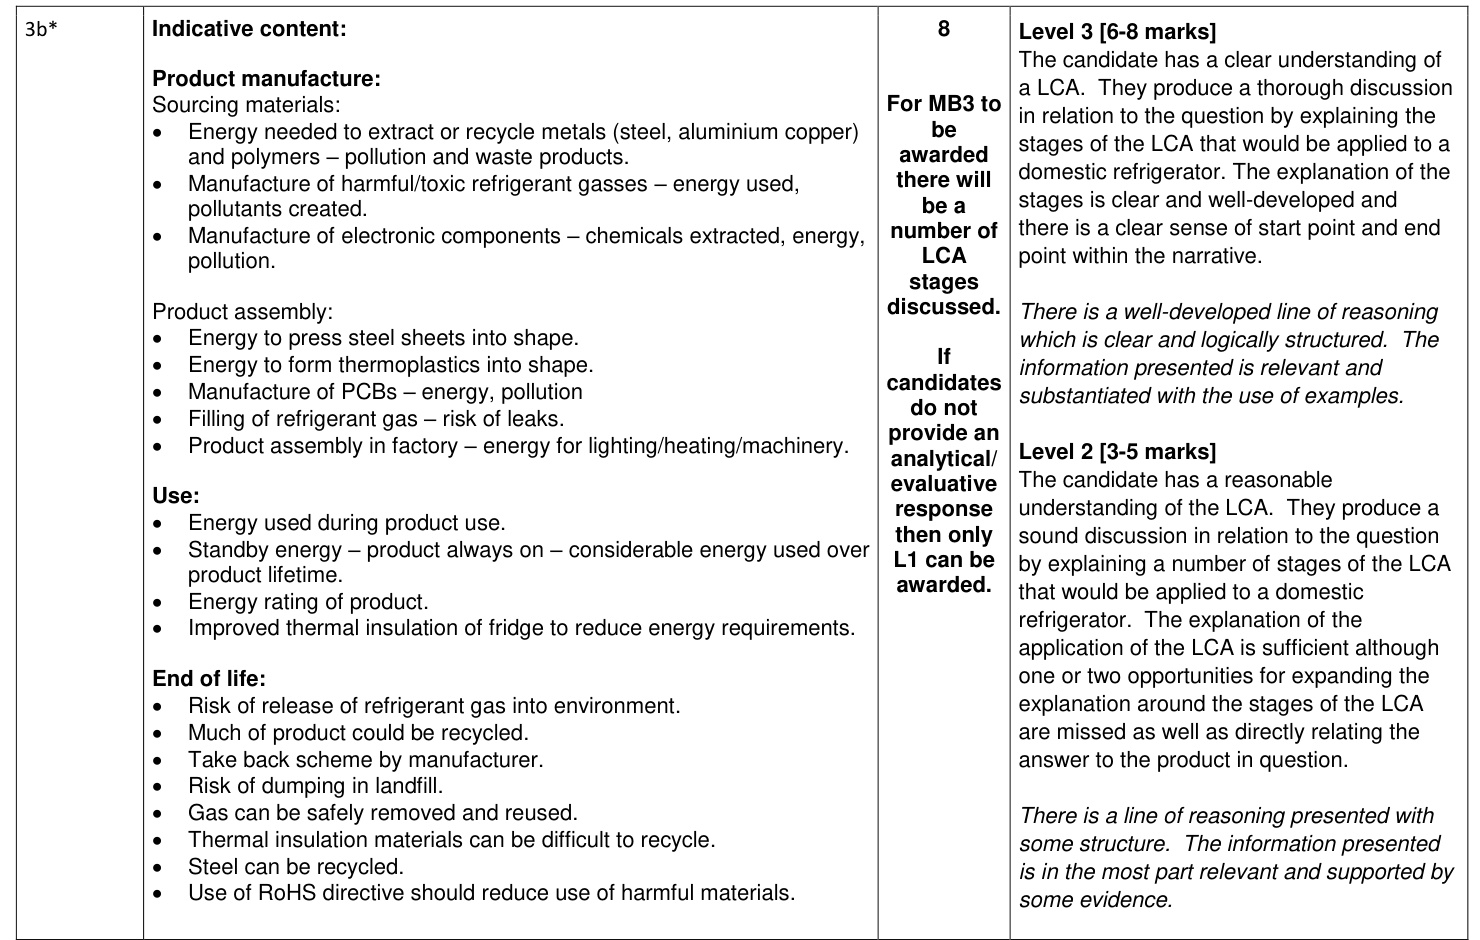 3b*
Indicative content:
Product manufacture:
Sourcing materials:
• Energy needed to extract or recycle metals (steel, aluminium copper)
and polymers – pollution and waste products.
• Manufacture of harmful/toxic refrigerant gasses – energy used,
pollutants created.
• Manufacture of electronic components – chemicals extracted, energy,
pollution.
Product assembly:
• Energy to press steel sheets into shape.
• Energy to form thermoplastics into shape.
• Manufacture of PCBs – energy, pollution
• Filling of refrigerant gas – risk of leaks.
• Product assembly in factory – energy for lighting/heating/machinery.
Use:
• Energy used during product use.
• Standby energy – product always on – considerable energy used over
product lifetime.
• Energy rating of product.
• Improved thermal insulation of fridge to reduce energy requirements.
End of life:
• Risk of release of refrigerant gas into environment.
• Much of product could be recycled.
• Take back scheme by manufacturer.
• Risk of dumping in landfill.
• Gas can be safely removed and reused.
• Thermal insulation materials can be difficult to recycle.
• Steel can be recycled.
• Use of RoHS directive should reduce use of harmful materials.
8
For MB3 to
be
awarded
there will
be a
number of
LCA
stages
discussed.
If
candidates
do not
provide an
analytical/
evaluative
response
then only
L1 can be
awarded.
Level 3 [6-8 marks]
The candidate has a clear understanding of
a LCA. They produce a thorough discussion
in relation to the question by explaining the
stages of the LCA that would be applied to a
domestic refrigerator. The explanation of the
stages is clear and well-developed and
there is a clear sense of start point and end
point within the narrative.
There is a well-developed line of reasoning
which is clear and logically structured. The
information presented is relevant and
substantiated with the use of examples.
Level 2 [3-5 marks]
The candidate has a reasonable
understanding of the LCA. They produce a
sound discussion in relation to the question
by explaining a number of stages of the LCA
that would be applied to a domestic
refrigerator. The explanation of the
application of the LCA is sufficient although
one or two opportunities for expanding the
explanation around the stages of the LCA
are missed as well as directly relating the
answer to the product in question.
There is a line of reasoning presented with
some structure. The information presented
is in the most part relevant and supported by
some evidence.